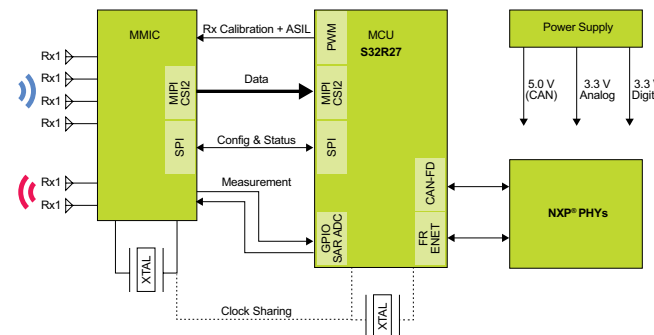 MMIC
Rx1
Rx1
Rx1
Rx1
Rx1
Rx1
MIPI
CSI2
SPI
XTAL
Rx Calibration + ASIL
Data
Config & Status
Measurement
Clock Sharing
MCU
S32R27
PWM
MIPI
CSI2
SPI
GPIO
SAR ADC
CAN-FD
FR
ENET
XTAL
Power Supply
5.0 V
(CAN)
3.3 V
Analog
3.3
Digit
NXP® PHYs